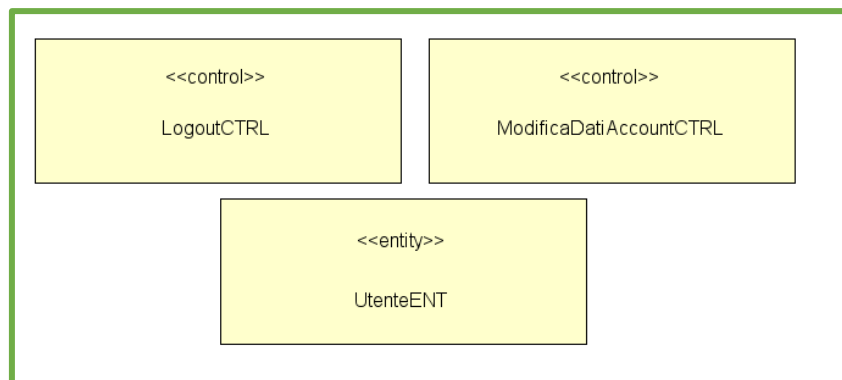 <<control>>
LogoutCTRL
<<control>>
ModificaDatiAccountCTRL
<<entity>>
UtenteENT